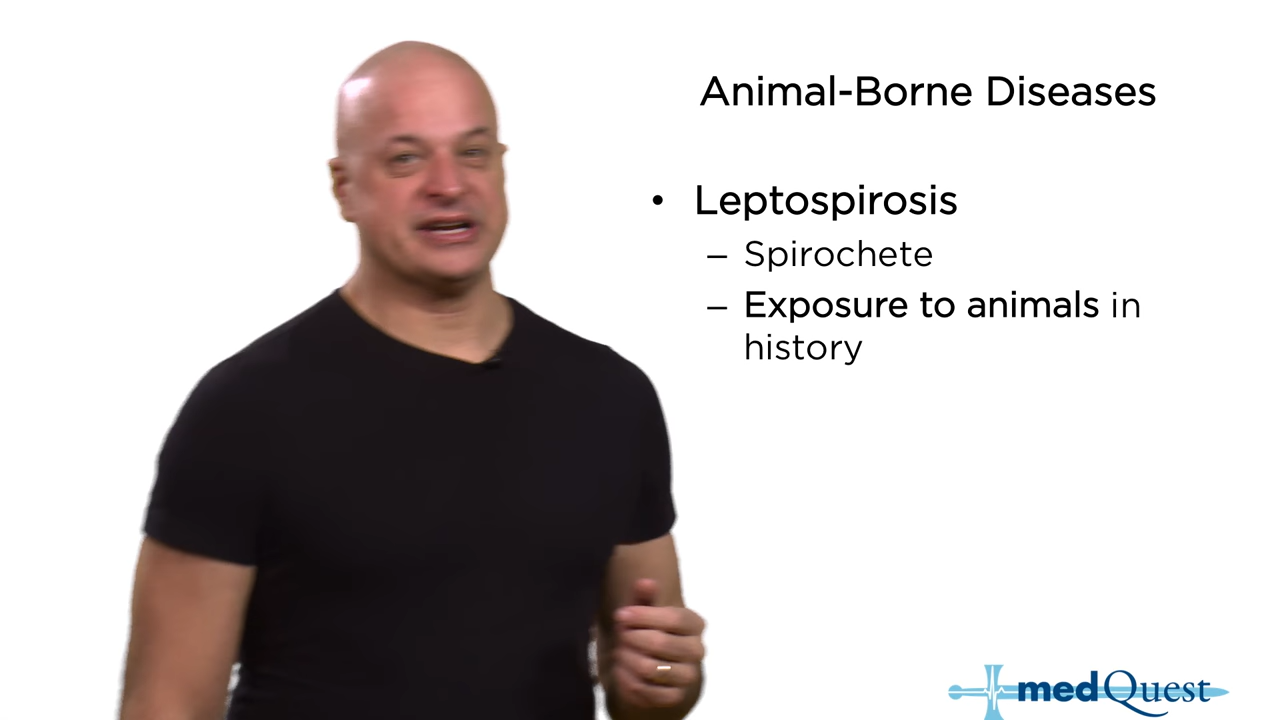 Animal-Borne Diseases
• Leptospirosis
– Spirochete
– Exposure to animals in
history
medQuest